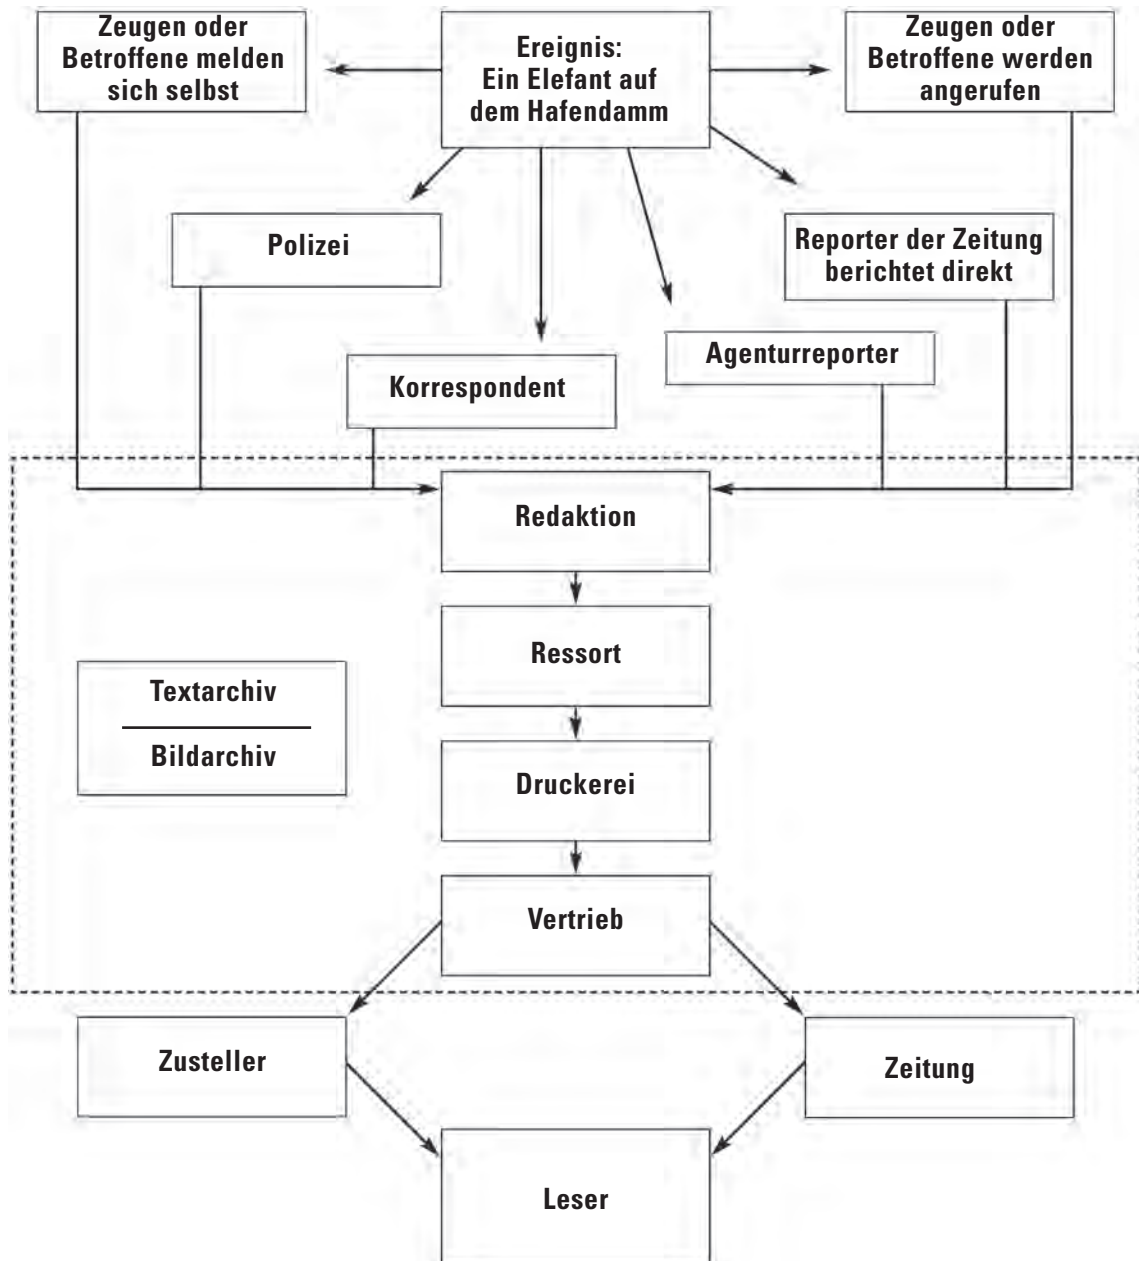 Zeugen oder
Betroffene melden
sich selbst
Ereignis:
Ein Elefant auf
dem Hafendamm
Zeugen oder
Betroffene werden
angerufen
Polizei
Reporter der Zeitung
berichtet direkt
Agenturreporter
Korrespondent
Redaktion
Ressort
Textarchiv
Bildarchiv
Druckerei
Vertrieb
Zusteller
Zeitung
Leser